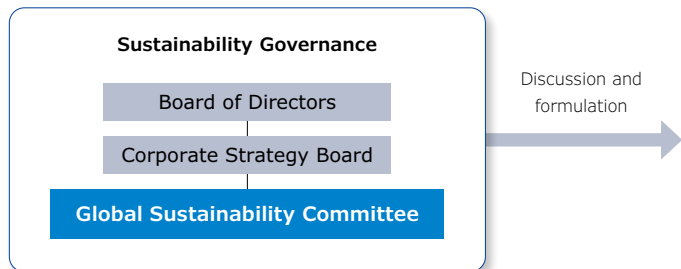 Sustainability Governance
Board of Directors
Corporate Strategy Board
Global Sustainability Committee
Discussion and
formulation